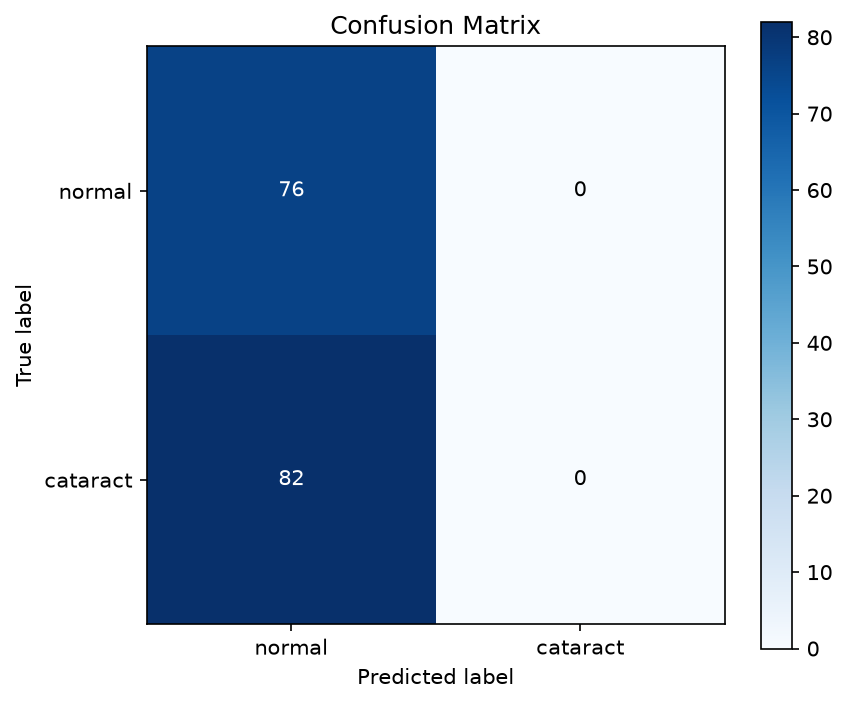 Confusion Matrix
True label
normal
cataract
76
0
82
0
normal
cataract
Predicted label
80
70
60
50
40
30
20
10
0